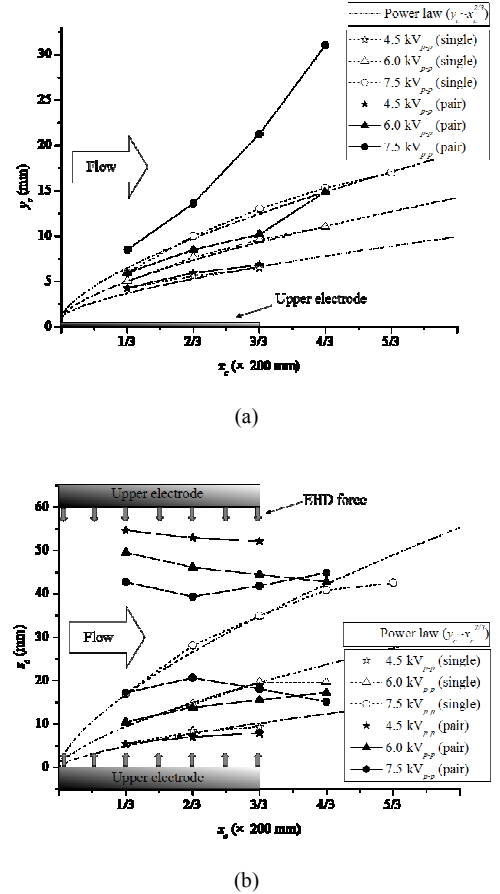 (a)
Power law (y_c~x_c^2/3)
4.5 kV_p-p (single)
6.0 kV_p-p (single)
7.5 kV_p-p (single)
4.5 kV_p-p (pair)
6.0 kV_p-p (pair)
7.5 kV_p-p (pair)
30
25
20
15
10
5
0
(mm)
Flow
Upper electrode
1/3 2/3 3/3 4/3 5/3
(× 200 mm)
(a)
Upper electrode
EHD force
60
50
40
30
20
10
0
(mm)
Flow
Power law (y_c~x_c^2/3)
4.5 kV_p-p (single)
6.0 kV_p-p (single)
7.5 kV_p-p (single)
4.5 kV_p-p (pair)
6.0 kV_p-p (pair)
7.5 kV_p-p (pair)
Upper electrode
1/3 2/3 3/3 4/3 5/3
(× 200 mm)
(b)